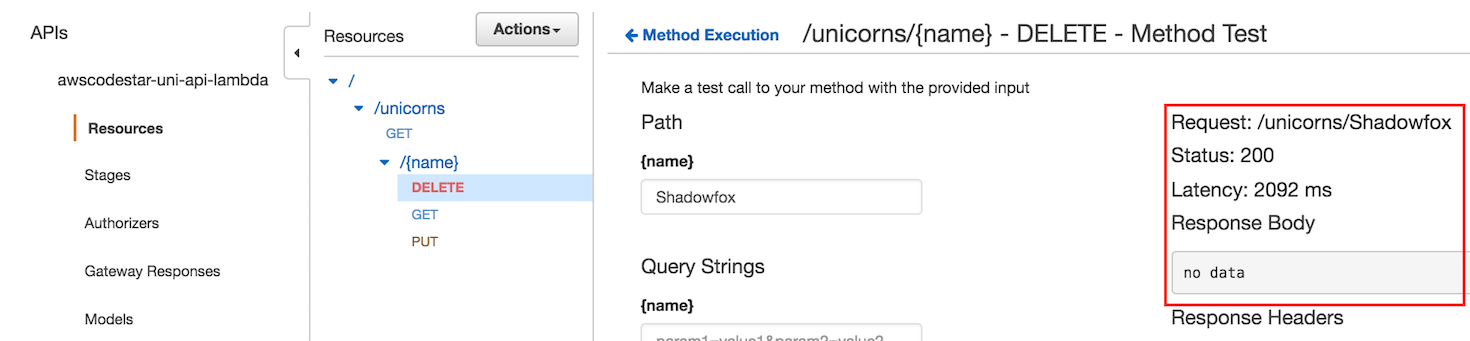 APIs
awscodestar-uni-api-lambda
Resources
Stages
Authorizers
Gateway Responses
Models
Resources
Actions
/
/unicorns
GET
/{name}
DELETE
GET
PUT
Method Execution
/unicorns/{name} - DELETE - Method Test
Make a test call to your method with the provided input
Path
{name}
Shadowfox
Query Strings
{name}
param1=value1&param2=value2
Request: /unicorns/Shadowfox
Status: 200
Latency: 2092 ms
Response Body
no data
Response Headers